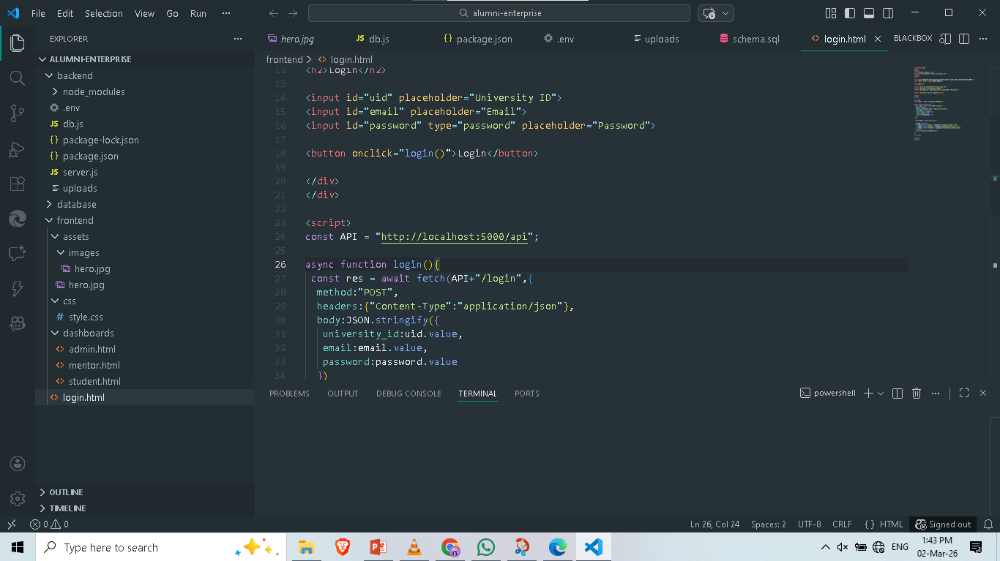 File Edit Selection View Go Run ···
alumni-enterprise
EXPLORER ···
hero.jpg
JS db.js
{} package.json
.env
uploads
schema.sql
<> login.html
BLACKBOX
ALUMNI-ENTERPRISE
backend
node_modules
.env
JS db.js
{} package-lock.json
{} package.json
JS server.js
uploads
database
frontend
assets
images
hero.jpg
hero.jpg
css
# style.css
dashboards
<> admin.html
<> mentor.html
<> student.html
<> login.html
OUTLINE
TIMELINE
frontend > <> login.html
12 <h2>Login</h2>
13
14 <input id="uid" placeholder="University ID">
15 <input id="email" placeholder="Email">
16 <input id="password" type="password" placeholder="Password">
17
18 <button onclick="login()">Login</button>
19
20 </div>
21 </div>
22
23 <script>
24 const API = "http://localhost:5000/api";
25
26 async function login(){
27 const res = await fetch(API+"/login",{
28 method:"POST",
29 headers:{"Content-Type":"application/json"},
30 body:JSON.stringify({
31 university_id:uid.value,
32 email:email.value,
33 password:password.value
34 })
PROBLEMS OUTPUT DEBUG CONSOLE TERMINAL PORTS
powershell
0 0
Ln 26, Col 24 Spaces: 2 UTF-8 CRLF {} HTML Signed out
Type here to search
ENG
1:43 PM
02-Mar-26